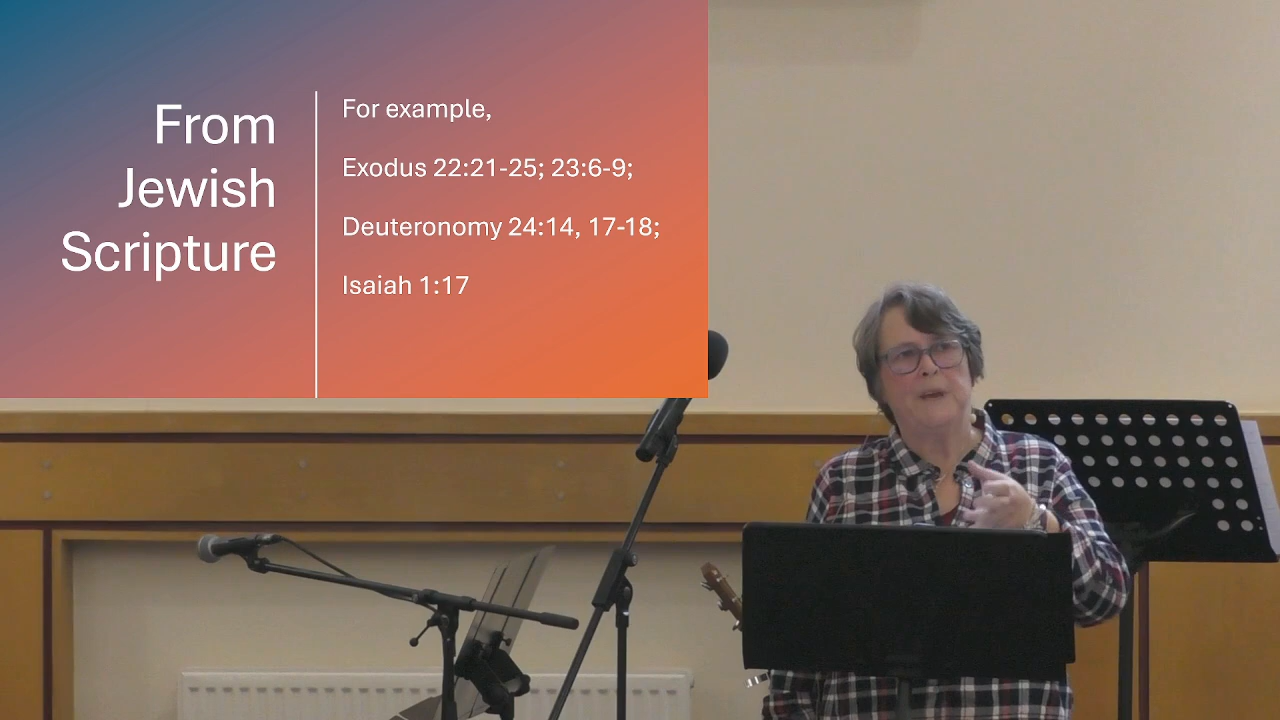 From
Jewish
Scripture
For example,
Exodus 22:21-25; 23:6-9;
Deuteronomy 24:14, 17-18;
Isaiah 1:17